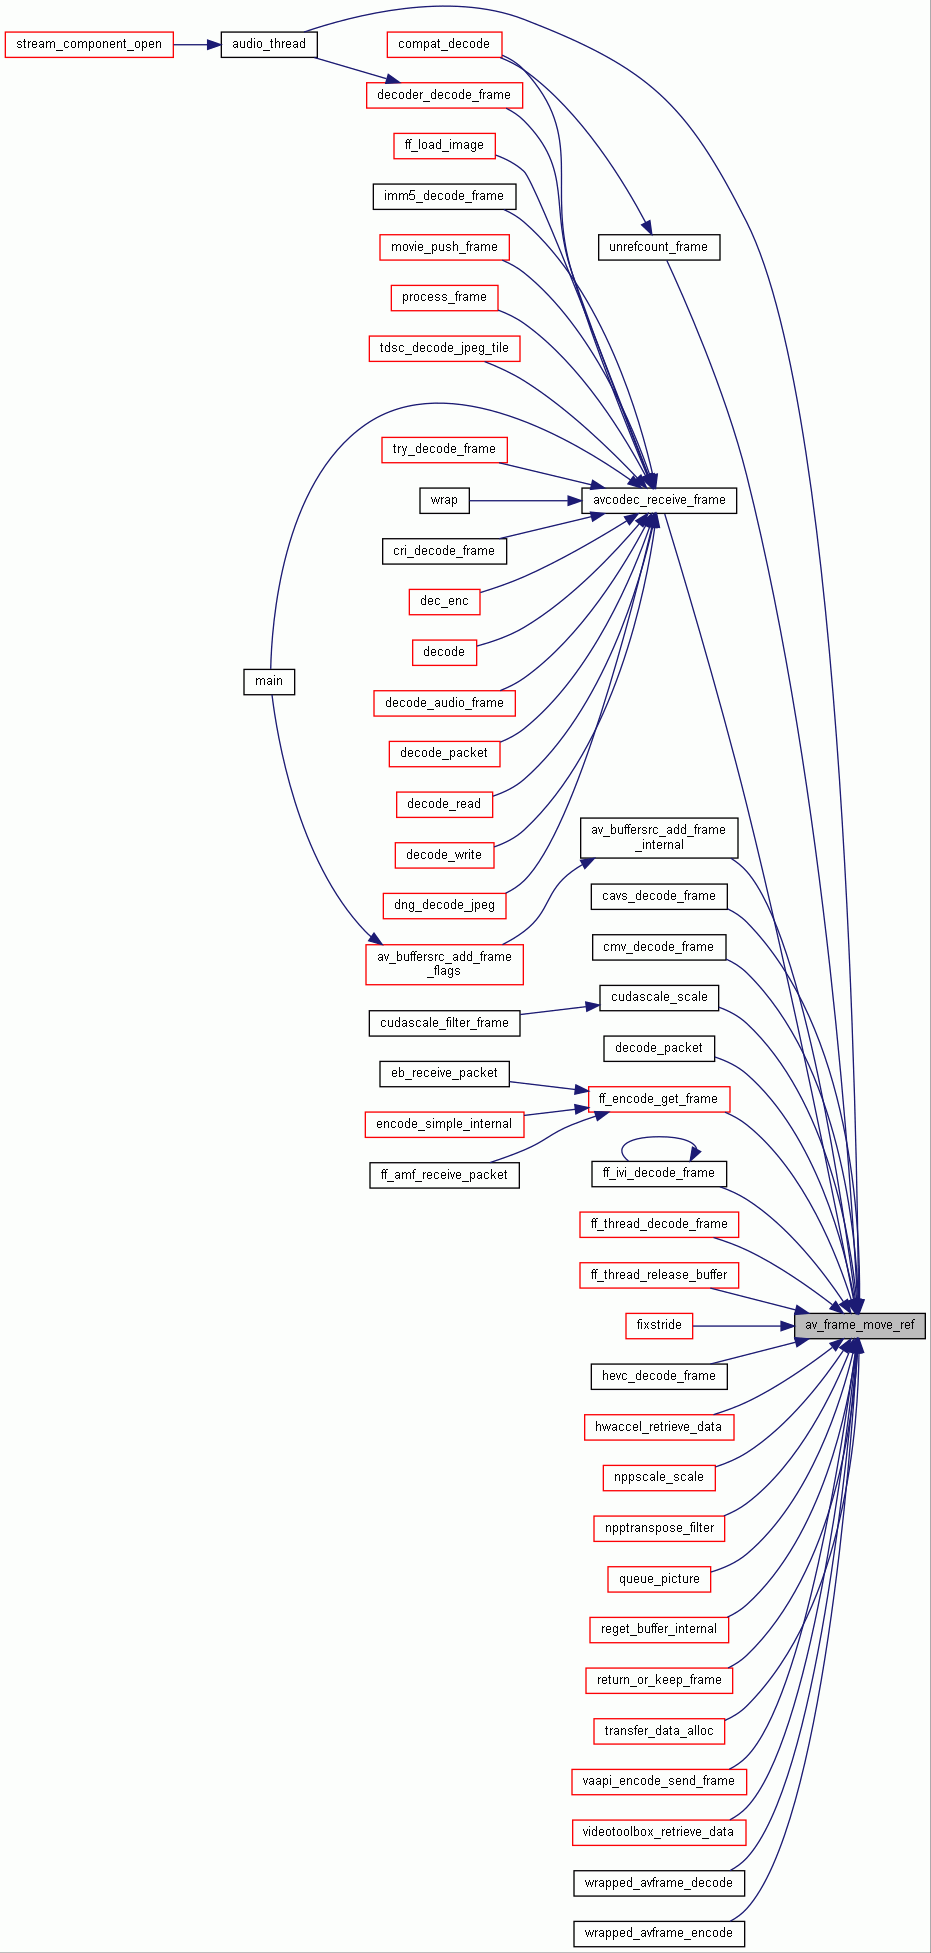 stream_component_open
audio_thread
compat_decode
decoder_decode_frame
ff_load_image
imm5_decode_frame
movie_push_frame
unrefcount_frame
process_frame
tdsc_decode_jpeg_tile
try_decode_frame
wrap
avcodec_receive_frame
cri_decode_frame
dec_enc
decode
main
decode_audio_frame
decode_packet
decode_read
av_buffersrc_add_frame
_internal
decode_write
dng_decode_jpeg
cavs_decode_frame
av_buffersrc_add_frame
_flags
cmv_decode_frame
cudascale_scale
cudascale_filter_frame
decode_packet
eb_receive_packet
ff_encode_get_frame
encode_simple_internal
ff_amf_receive_packet
ff_ivi_decode_frame
ff_thread_decode_frame
ff_thread_release_buffer
fixstride
av_frame_move_ref
hevc_decode_frame
hwaccel_retrieve_data
nppscale_scale
npptranspose_filter
queue_picture
reget_buffer_internal
return_or_keep_frame
transfer_data_alloc
vaapi_encode_send_frame
videotoolbox_retrieve_data
wrapped_avframe_decode
wrapped_avframe_encode